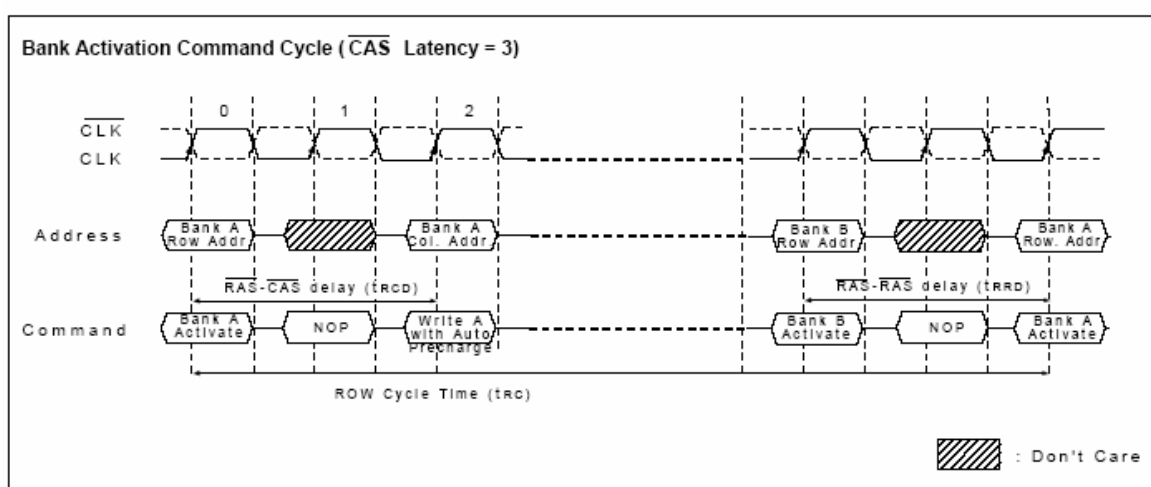 Bank Activation Command Cycle ( CAS Latency = 3)
0 1 2
CLK
CLK
Address
Bank A
Row Addr
Bank A
Col. Addr
Bank B
Row Addr
Bank A
Row. Addr
RAS-CAS delay (tRCD)
RAS-RAS delay (tRRD)
Command
Bank A
Activate
NOP
Write A
with Auto
Precharge
Bank B
Activate
NOP
Bank A
Activate
ROW Cycle Time (tRC)
: Don't Care